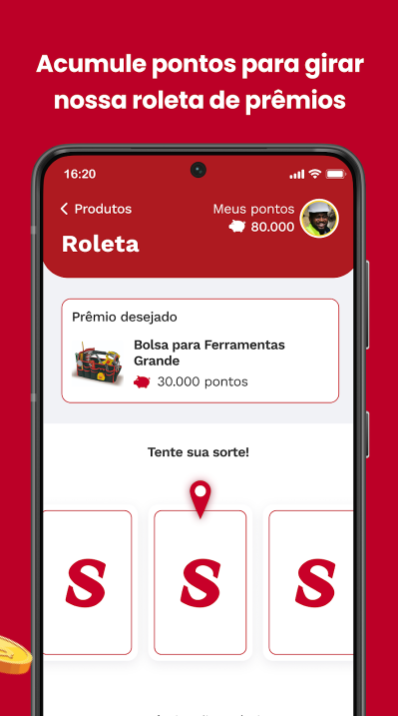 Acumule pontos para girar
nossa roleta de prêmios
16:20
Produtos
Meus pontos
80.000
Roleta
Prêmio desejado
Bolsa para Ferramentas
Grande
30.000 pontos
Tente sua sorte!
S S S